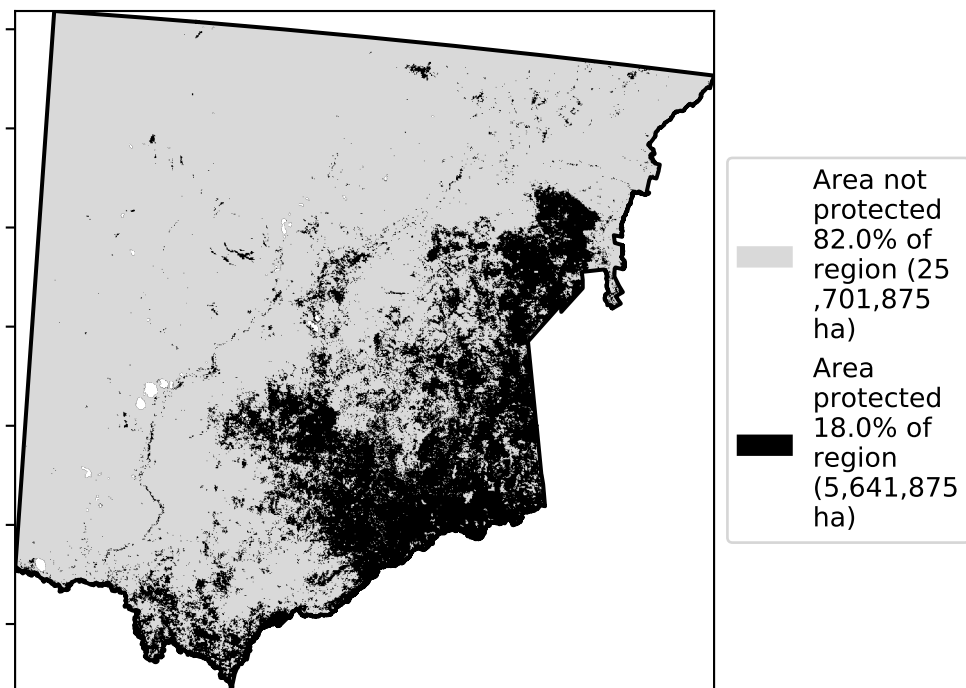 Area not
protected
82.0% of
region (25
,701,875
ha)
Area
protected
18.0% of
region
(5,641,875
ha)